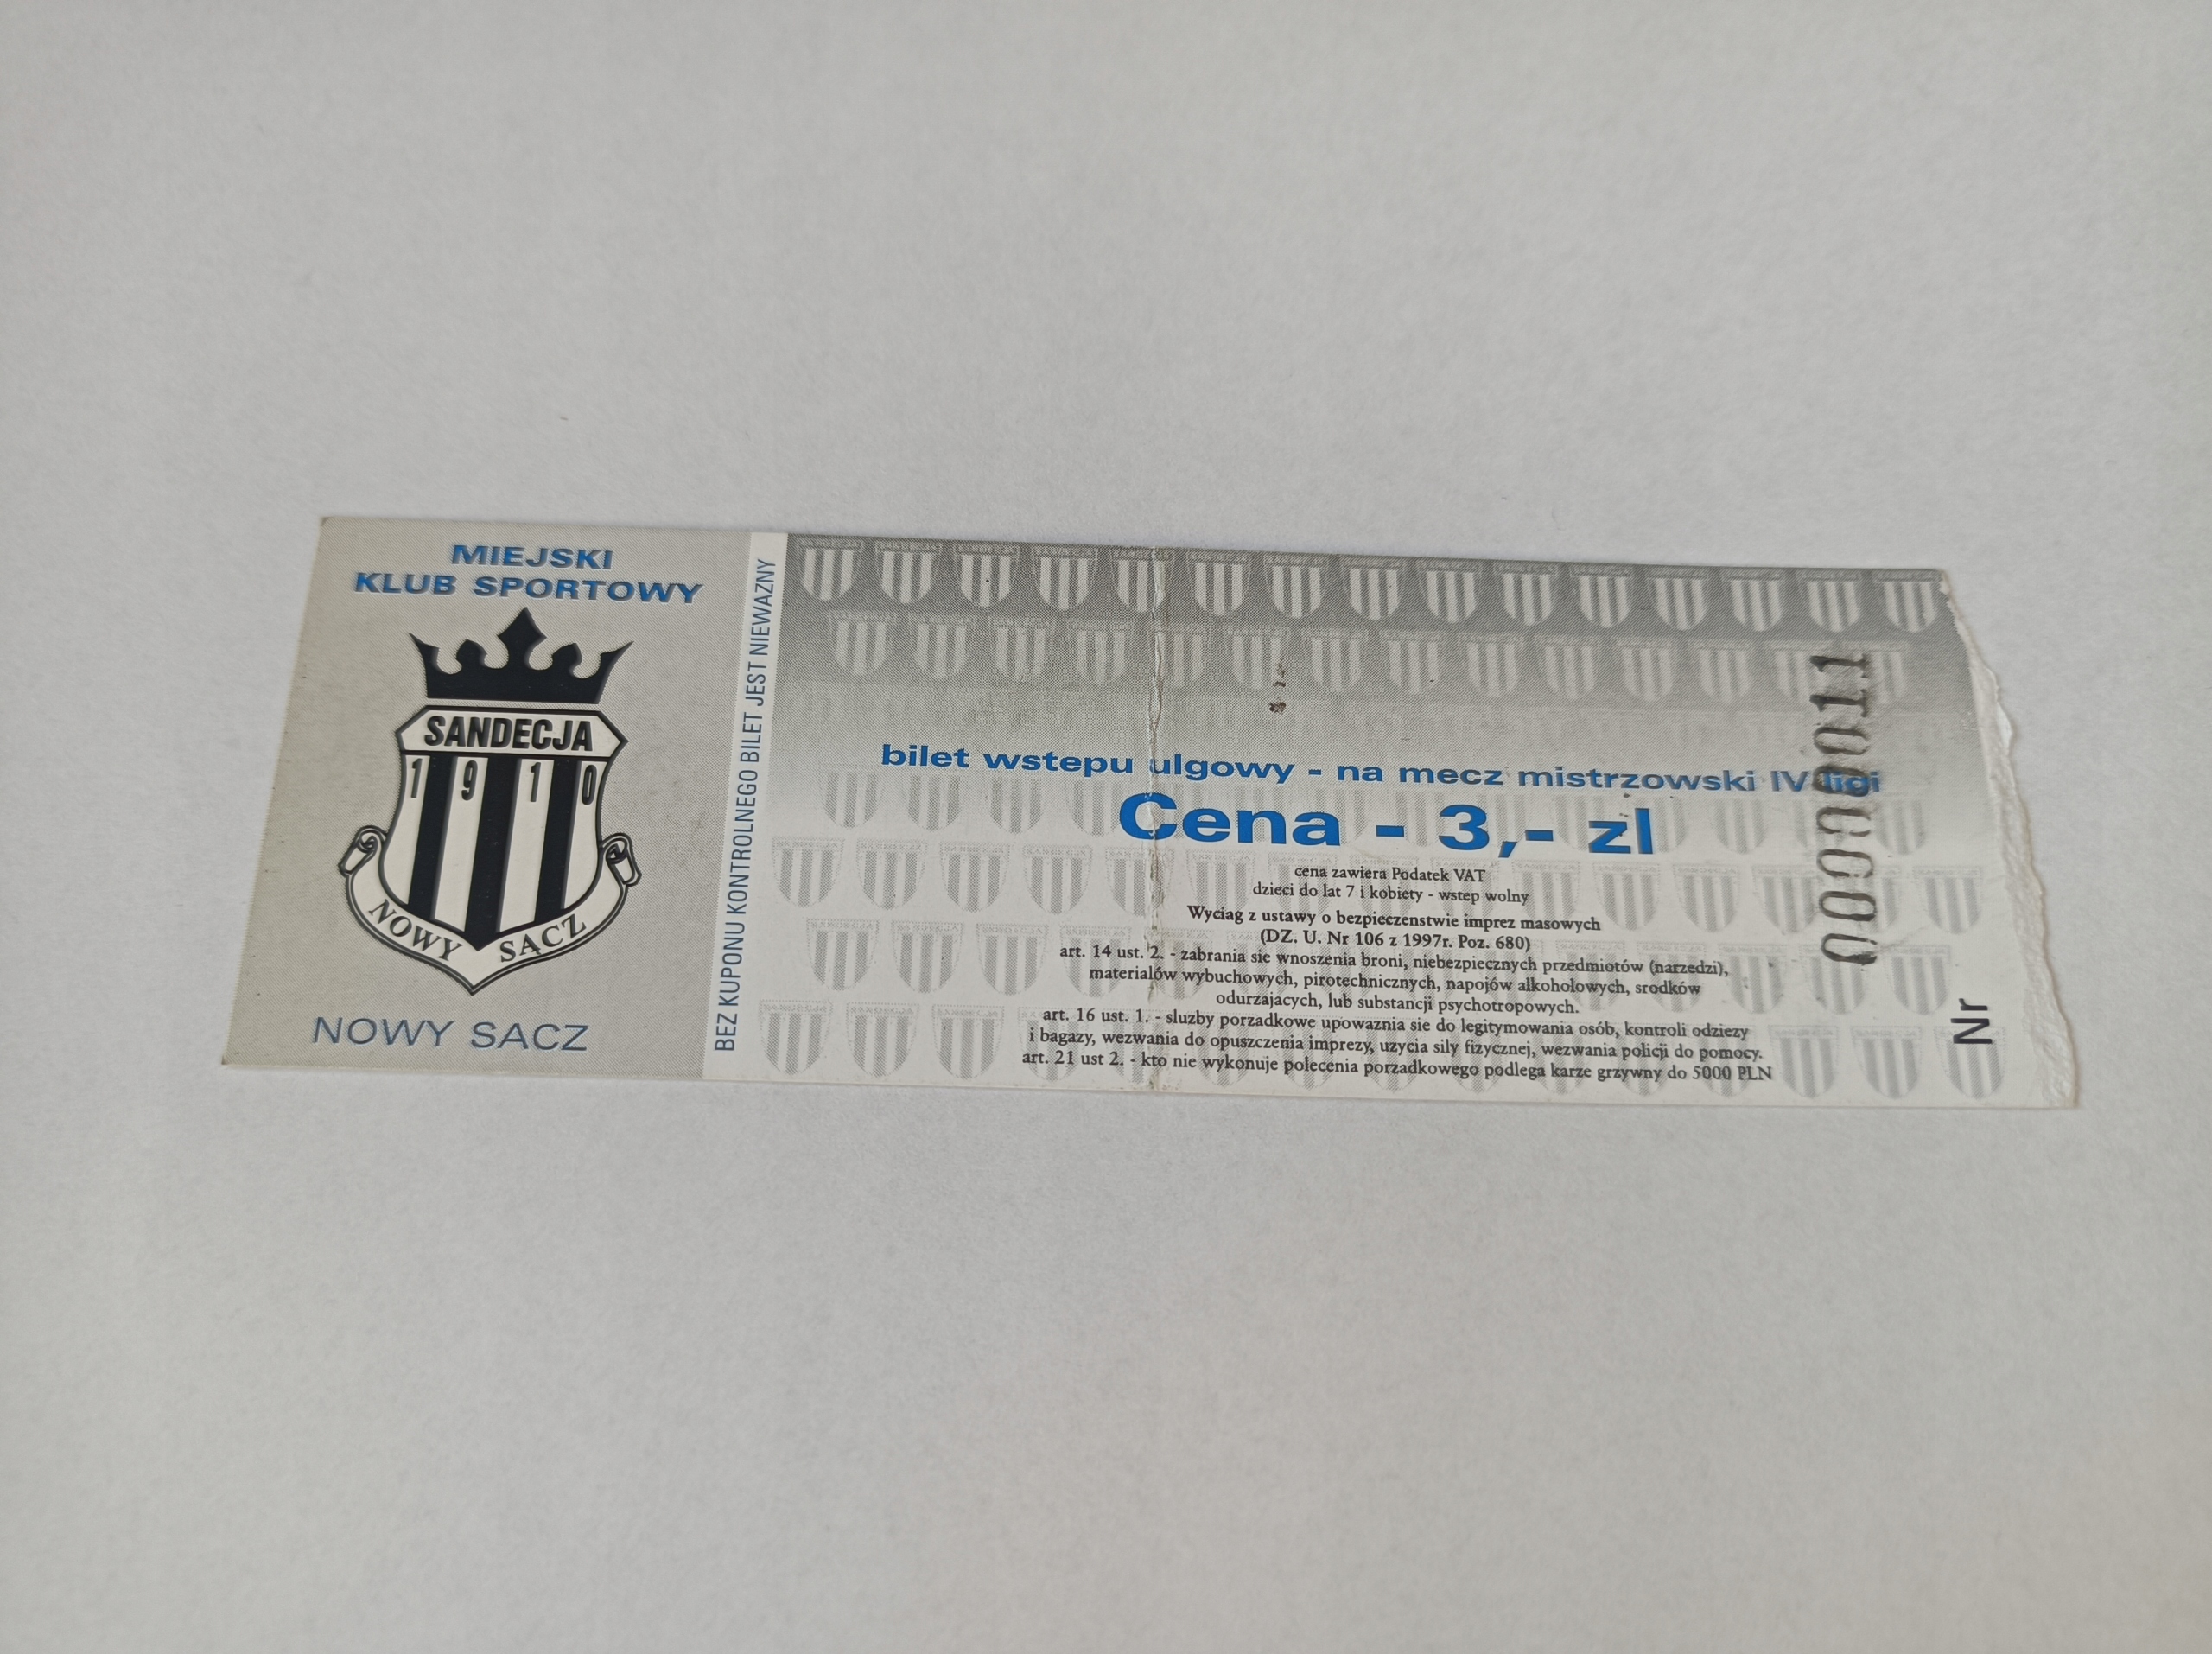 MIEJSKI
KLUB SPORTOWY
SANDECJA
1910
NOWY SĄCZ
NOWY SACZ
BEZ KUPONU KONTROLNEGO BILET JEST NIEWAZNY
bilet wstepu ulgowy - na mecz mistrzowski IV ligi
Cena - 3,- zl
cena zawiera Podatek VAT
dzieci do lat 7 i kobiety - wstep wolny
Wyciag z ustawy o bezpieczenstwie imprez masowych
(DZ. U. Nr 106 z 1997r. Poz. 680)
art. 14 ust. 2. - zabrania sie wnoszenia broni, niebezpiecznych przedmiotów (narzedzi),
materialów wybuchowych, pirotechnicznych, napojów alkoholowych, srodków
odurzajacych, lub substancji psychotropowych.
art. 16 ust. 1. - sluzby porzadkowe upowaznia sie do legitymowania osób, kontroli odziezy
i bagazy, wezwania do opuszczenia imprezy, uzycia sily fizycznej, wezwania policji do pomocy.
art. 21 ust 2. - kto nie wykonuje polecenia porzadkowego podlega karze grzywny do 5000 PLN
Nr